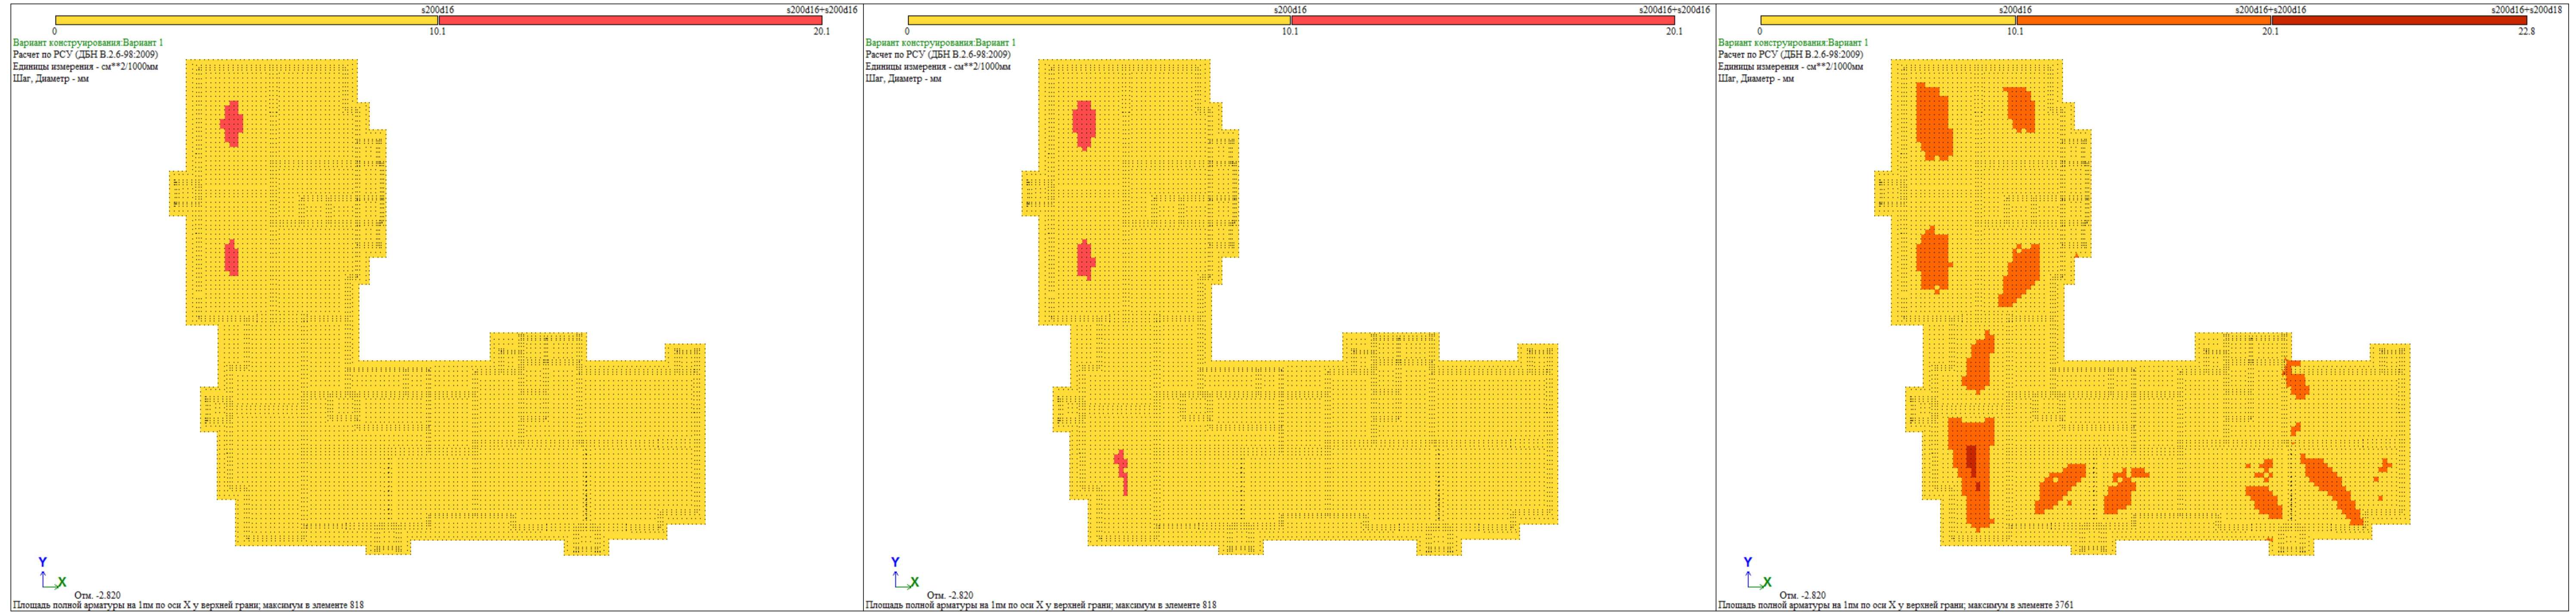 s200d16 s200d16+s200d16
0 10.1 20.1
Вариант конструирования:Вариант 1
Расчет по РСУ (ДБН В.2.6-98:2009)
Единицы измерения - см**2/1000мм
Шаг, Диаметр - мм
Y
X
Отм. -2.820
Площадь полной арматуры на 1пм по оси X у верхней грани; максимум в элементе 818
s200d16 s200d16+s200d16
0 10.1 20.1
Вариант конструирования:Вариант 1
Расчет по РСУ (ДБН В.2.6-98:2009)
Единицы измерения - см**2/1000мм
Шаг, Диаметр - мм
Y
X
Отм. -2.820
Площадь полной арматуры на 1пм по оси X у верхней грани; максимум в элементе 818
s200d16 s200d16+s200d16 s200d16+s200d18
0 10.1 20.1 22.8
Вариант конструирования:Вариант 1
Расчет по РСУ (ДБН В.2.6-98:2009)
Единицы измерения - см**2/1000мм
Шаг, Диаметр - мм
Y
X
Отм. -2.820
Площадь полной арматуры на 1пм по оси X у верхней грани; максимум в элементе 3761